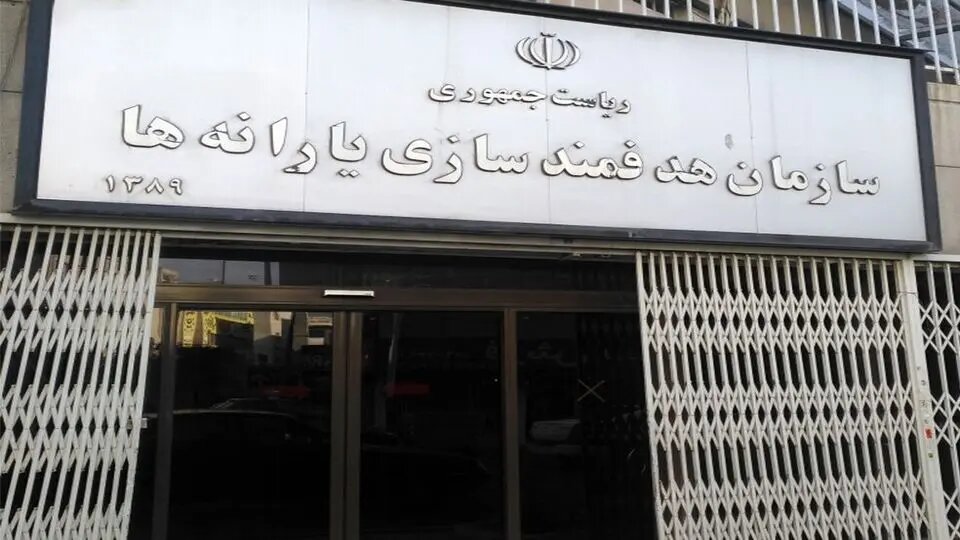 ریاست جمهوری
سازمان هدفمند سازی یارانه ها
۱۳۸۹